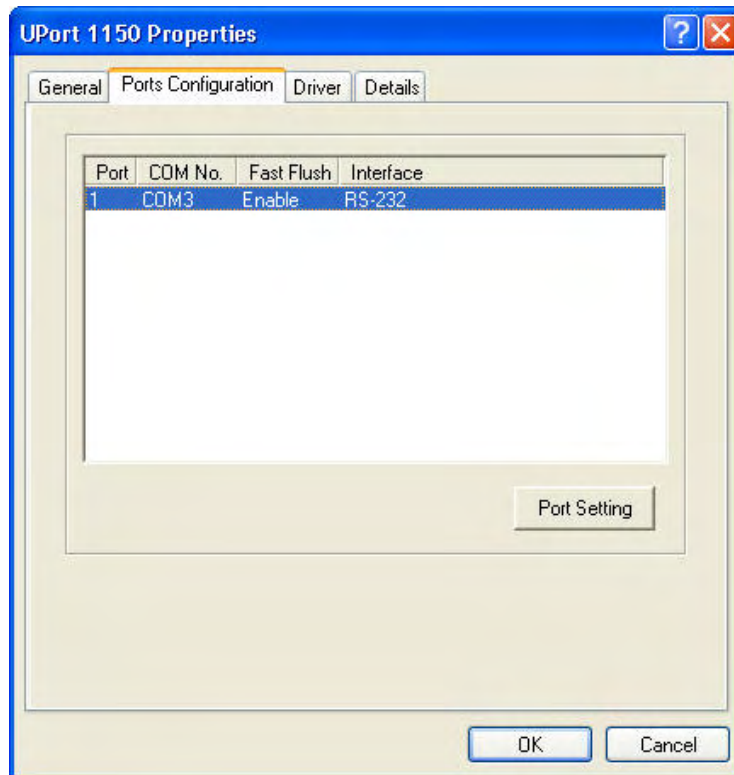 UPort 1150 Properties
?
General Ports Configuration Driver Details
Port COM No. Fast Flush Interface
1 COM3 Enable RS-232
Port Setting
OK Cancel